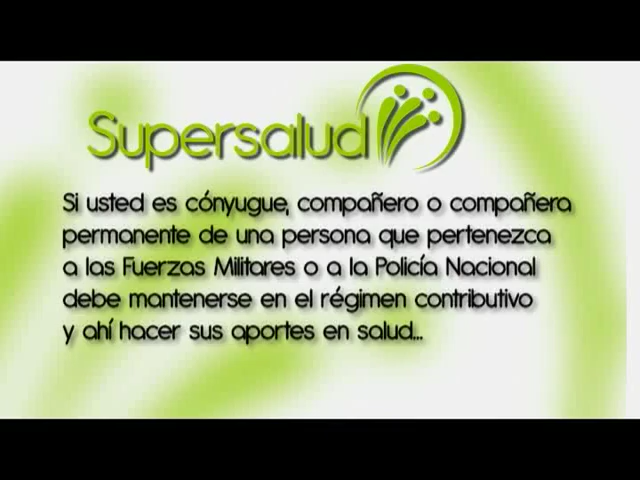 Supersalud
Si usted es cónyugue, compañero o compañera
permanente de una persona que pertenezca
a las Fuerzas Militares o a la Policía Nacional
debe mantenerse en el régimen contributivo
y ahí hacer sus aportes en salud...